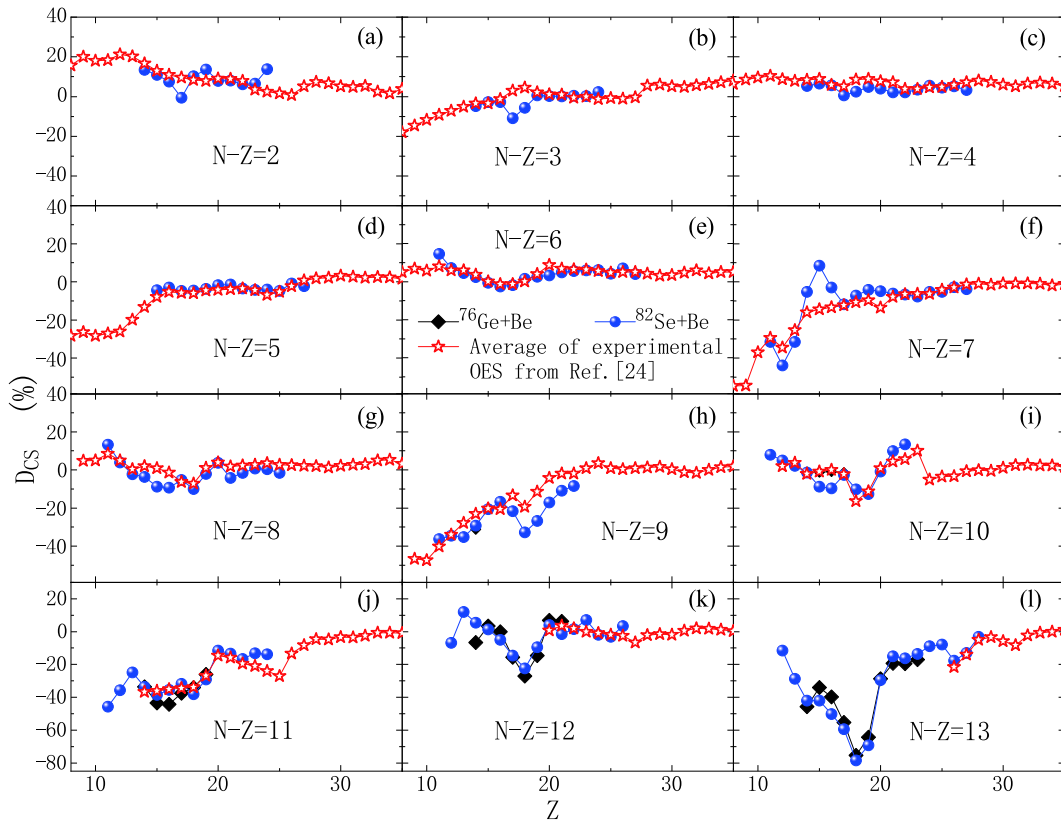 40
20
0
−20
−40
(a)
N−Z=2
(b)
N−Z=3
(c)
N−Z=4
40
20
0
−20
−40
(d)
N−Z=5
(e)
N−Z=6
76Ge+Be
82Se+Be
Average of experimental
OES from Ref.[24]
(f)
N−Z=7
40
20
0
−20
−40
−60
(g)
N−Z=8
(h)
N−Z=9
(i)
N−Z=10
20
0
−20
−40
−60
−80
(j)
N−Z=11
(k)
N−Z=12
(l)
N−Z=13
10 20 30
10 20 30
10 20 30
DCS (%)
Z